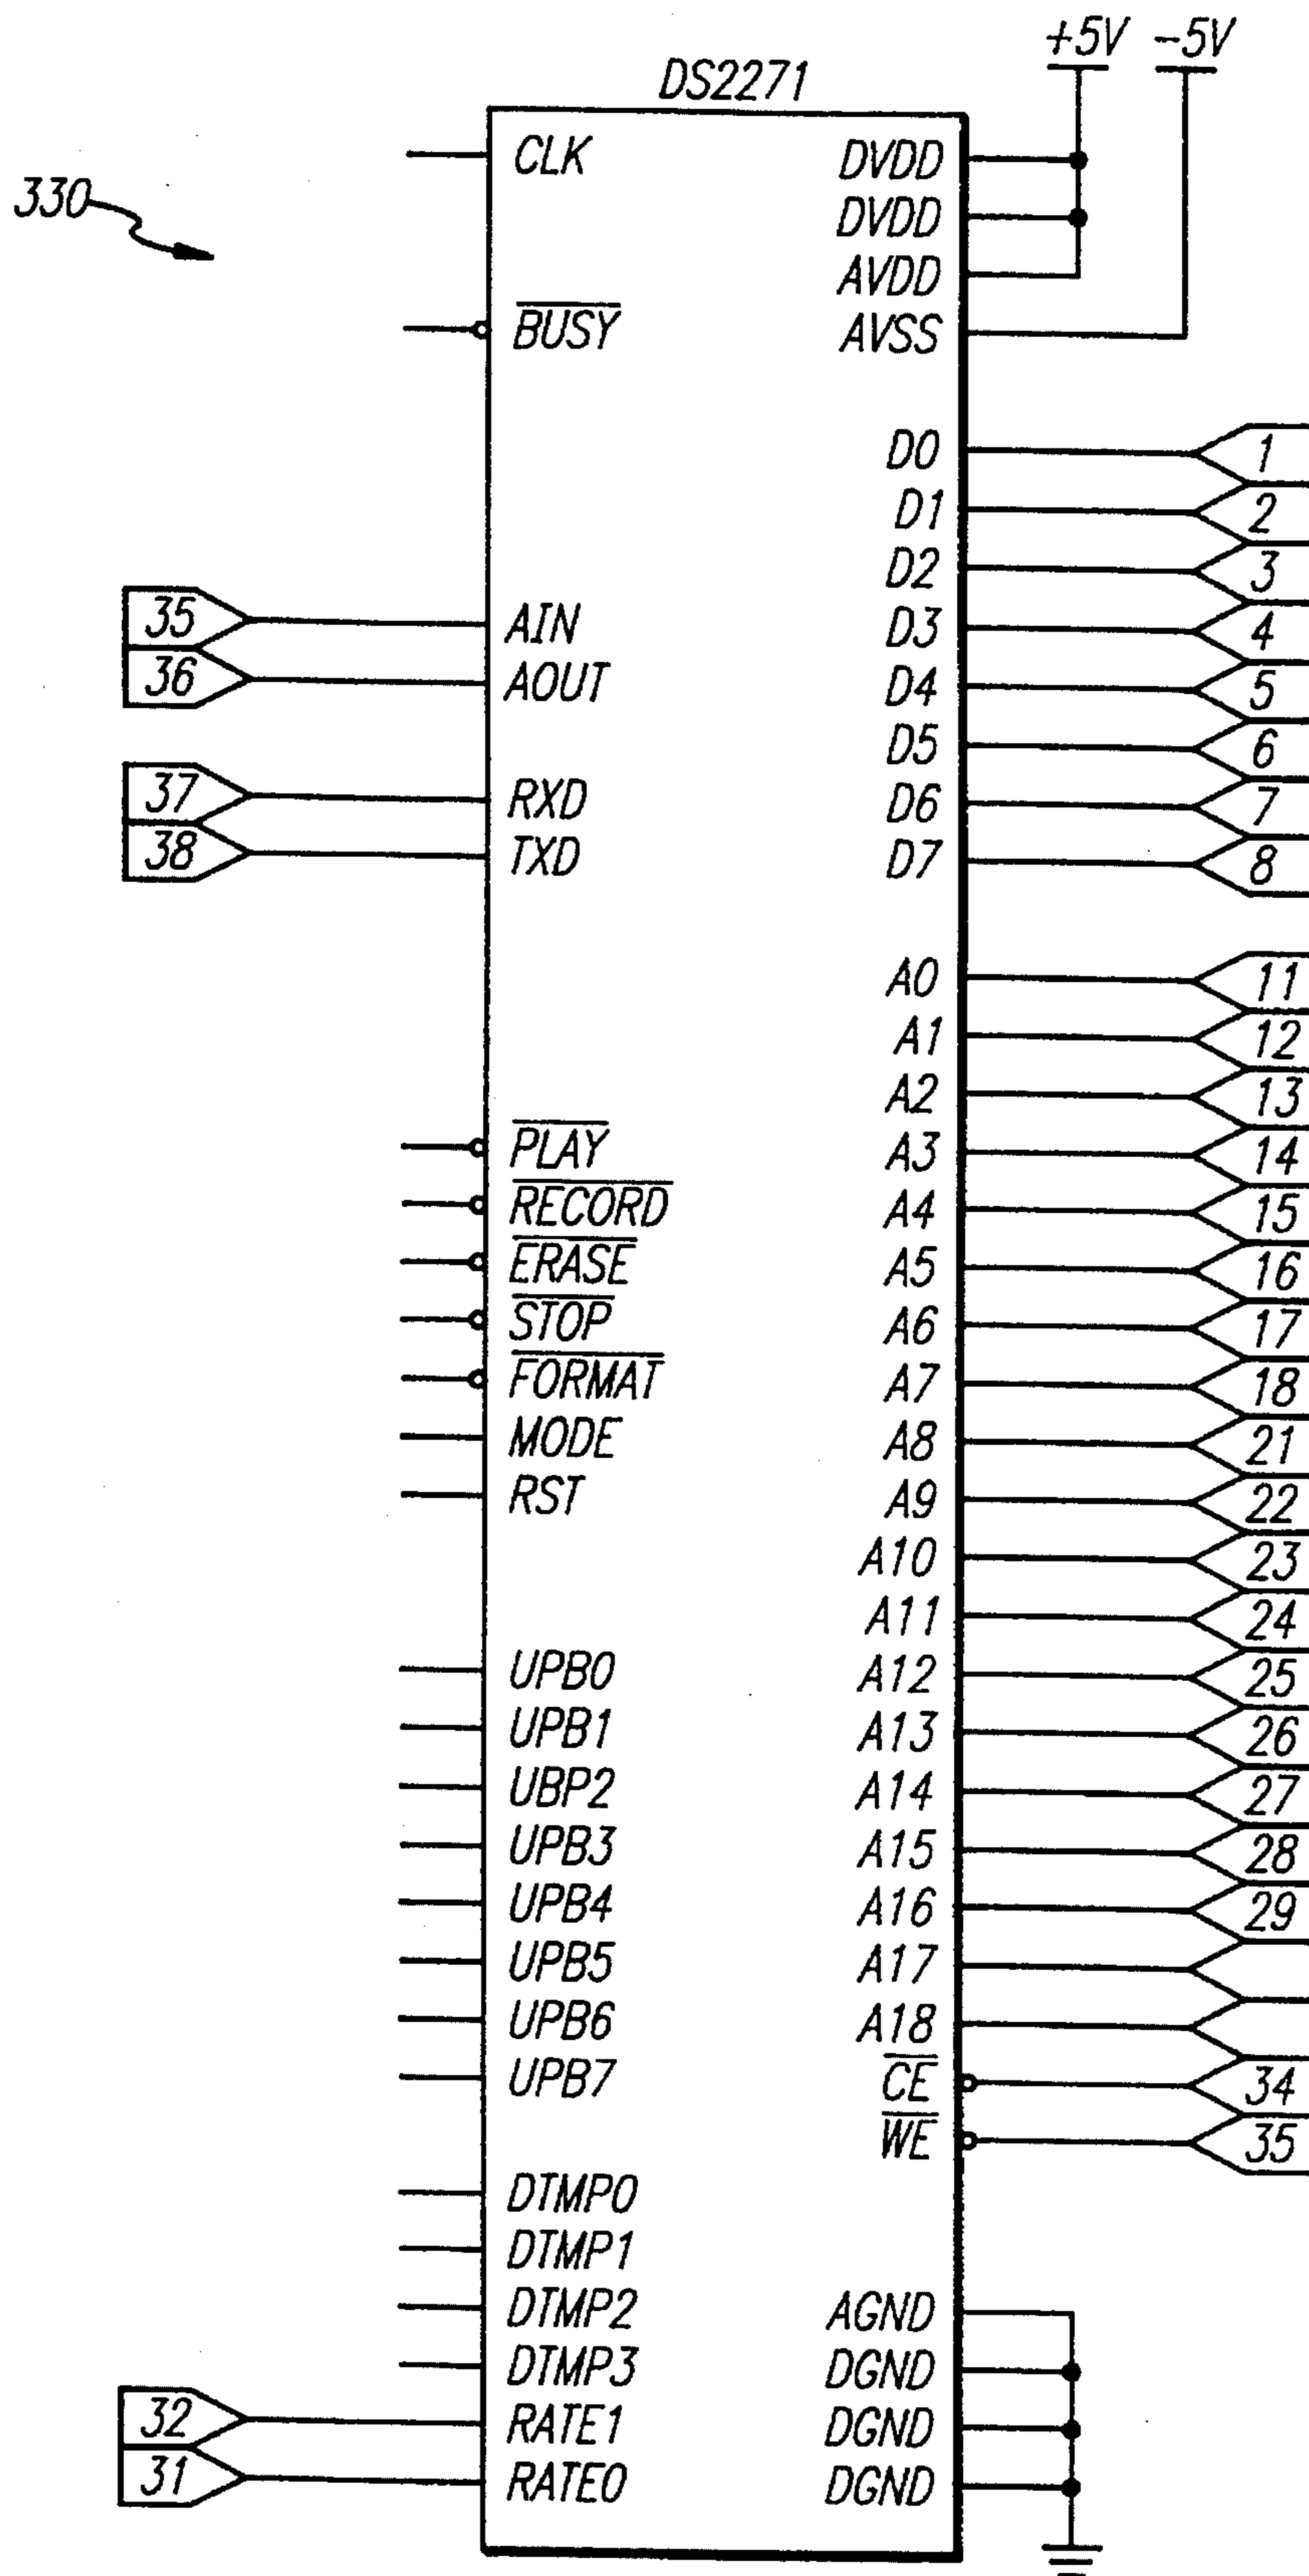 +5V -5V
DS2271
330
CLK
BUSY
35 AIN
36 AOUT
37 RXD
38 TXD
PLAY
RECORD
ERASE
STOP
FORMAT
MODE
RST
UPB0
UPB1
UBP2
UPB3
UPB4
UPB5
UPB6
UPB7
DTMP0
DTMP1
DTMP2
DTMP3
32 RATE1
31 RATE0
DVDD
DVDD
AVDD
AVSS
D0 1
D1 2
D2 3
D3 4
D4 5
D5 6
D6 7
D7 8
A0 11
A1 12
A2 13
A3 14
A4 15
A5 16
A6 17
A7 18
A8 21
A9 22
A10 23
A11 24
A12 25
A13 26
A14 27
A15 28
A16 29
A17
A18
CE 34
WE 35
AGND
DGND
DGND
DGND